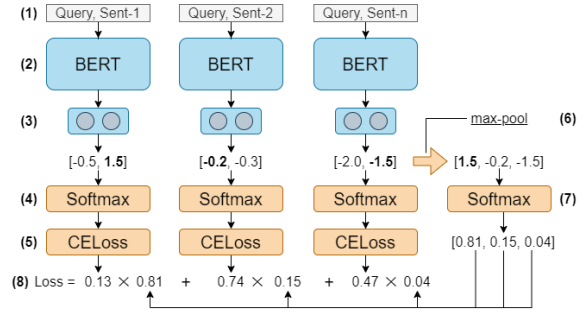 (1) Query, Sent-1 Query, Sent-2 Query, Sent-n
(2) BERT BERT BERT
(3) max-pool (6)
[-0.5, 1.5] [-0.2, -0.3] [-2.0, -1.5] [1.5, -0.2, -1.5]
(4) Softmax Softmax Softmax Softmax (7)
(5) CELoss CELoss CELoss [0.81, 0.15, 0.04]
(8) Loss = 0.13 × 0.81 + 0.74 × 0.15 + 0.47 × 0.04